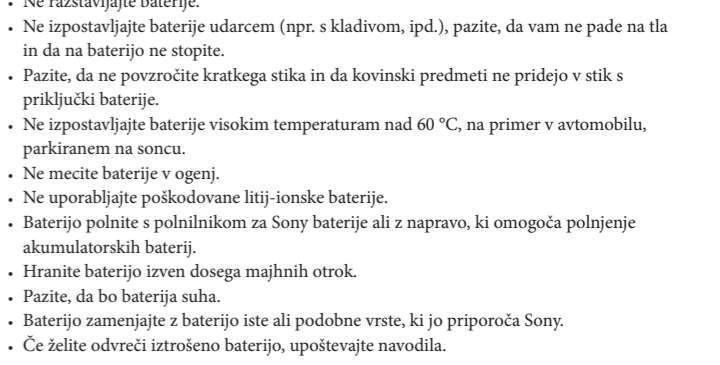 • Ne razstavljajte baterije.
• Ne izpostavljajte baterije udarcem (npr. s kladivom, ipd.), pazite, da vam ne pade na tla
in da na baterijo ne stopite.
• Pazite, da ne povzročite kratkega stika in da kovinski predmeti ne pridejo v stik s
priključki baterije.
• Ne izpostavljajte baterije visokim temperaturam nad 60 °C, na primer v avtomobilu,
parkiranem na soncu.
• Ne mecite baterije v ogenj.
• Ne uporabljajte poškodovane litij-ionske baterije.
• Baterijo polnite s polnilnikom za Sony baterije ali z napravo, ki omogoča polnjenje
akumulatorskih baterij.
• Hranite baterijo izven dosega majhnih otrok.
• Pazite, da bo baterija suha.
• Baterijo zamenjajte z baterijo iste ali podobne vrste, ki jo priporoča Sony.
• Če želite odvreči iztrošeno baterijo, upoštevajte navodila.